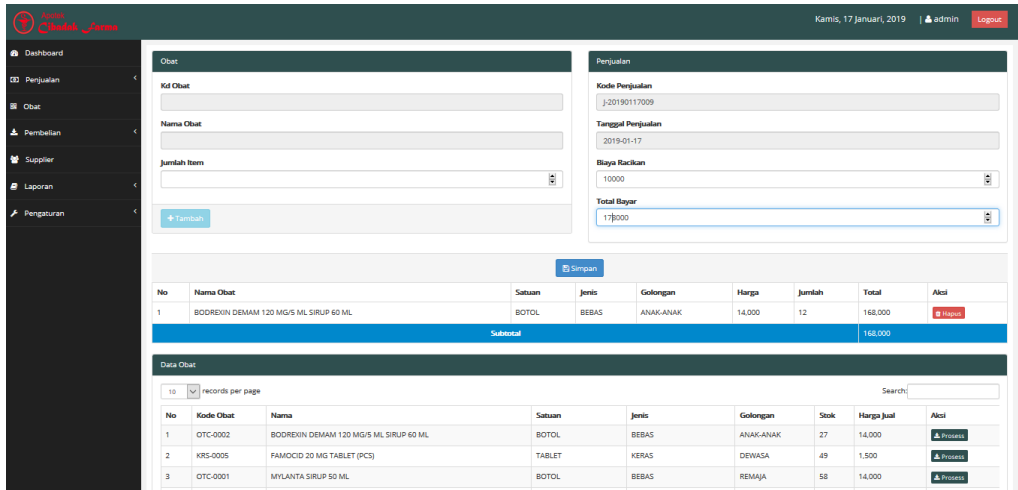 Apotek
Cibadak Farma
Kamis, 17 Januari, 2019 | admin Logout
Dashboard
Penjualan
Obat
Pembelian
Supplier
Laporan
Pengaturan
Obat
Kd Obat
Nama Obat
Jumlah Item
+ Tambah
Penjualan
Kode Penjualan
J-20190117009
Tanggal Penjualan
2019-01-17
Biaya Racikan
10000
Total Bayar
178000
Simpan
No Nama Obat Satuan Jenis Golongan Harga Jumlah Total Aksi
1 BODREXIN DEMAM 120 MG/5 ML SIRUP 60 ML BOTOL BEBAS ANAK-ANAK 14,000 12 168,000 Hapus
Subtotal 168,000
Data Obat
10 records per page Search:
No Kode Obat Nama Satuan Jenis Golongan Stok Harga Jual Aksi
1 OTC-0002 BODREXIN DEMAM 120 MG/5 ML SIRUP 60 ML BOTOL BEBAS ANAK-ANAK 27 14,000 Prosess
2 KRS-0005 FAMOCID 20 MG TABLET (PCS) TABLET KERAS DEWASA 49 1,500 Prosess
3 OTC-0001 MYLANTA SIRUP 50 ML BOTOL BEBAS REMAJA 58 14,000 Prosess